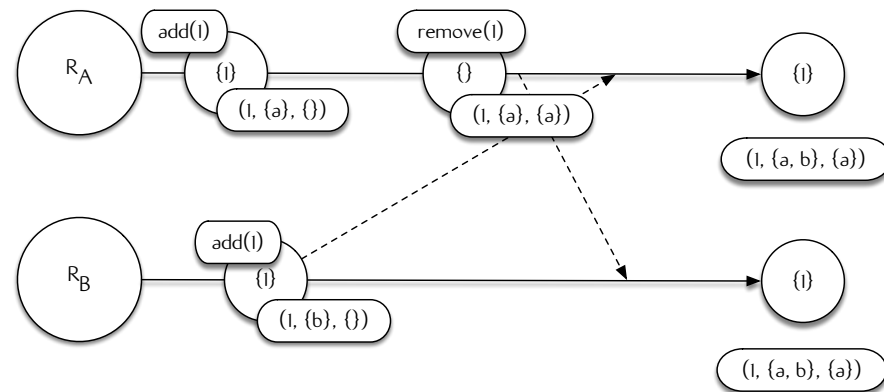 R_A
add(1)
{1}
(1, {a}, {})
remove(1)
{}
(1, {a}, {a})
{1}
(1, {a, b}, {a})
R_B
add(1)
{1}
(1, {b}, {})
{1}
(1, {a, b}, {a})